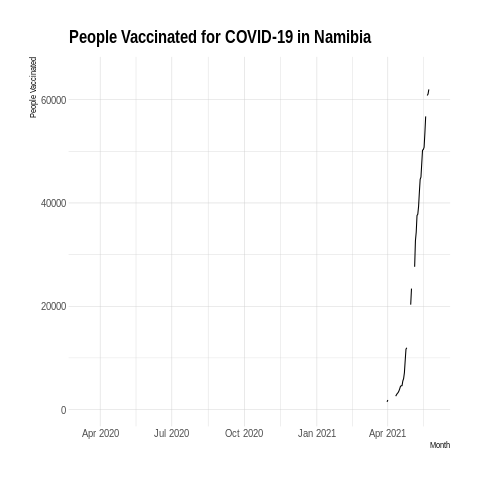 People Vaccinated for COVID-19 in Namibia
People Vaccinated
60000
40000
20000
0
Apr 2020 Jul 2020 Oct 2020 Jan 2021 Apr 2021
Month